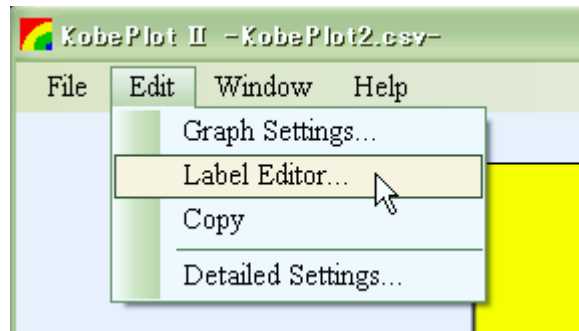 KobePlot II -KobePlot2.csv-
File Edit Window Help
Graph Settings...
Label Editor...
Copy
Detailed Settings...